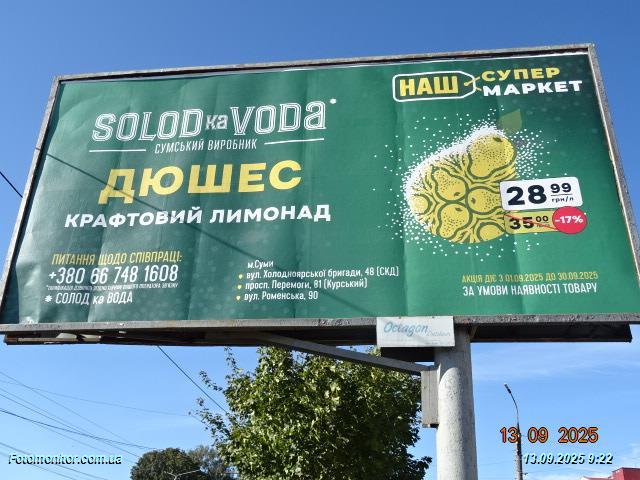 SOLOD ка VODA*
СУМСЬКИЙ ВИРОБНИК
ДЮШЕС
КРАФТОВИЙ ЛИМОНАД
ПИТАННЯ ЩОДО СПІВПРАЦІ:
+380 66 748 1608
* СОЛОД ка ВОДА
м.Суми
• вул. Холодноярської бригади, 48 (СКД)
• просп. Перемоги, 81 (Курський)
• вул. Роменська, 90
НАШ СУПЕР
МАРКЕТ
28 99
грн/л
35 00
-17%
АКЦІЯ ДІЄ З 01.09.2025 ДО 30.09.2025
ЗА УМОВИ НАЯВНОСТІ ТОВАРУ
Octagon
13 09 2025
Fotomonitor.com.ua
13.09.2025 9:22